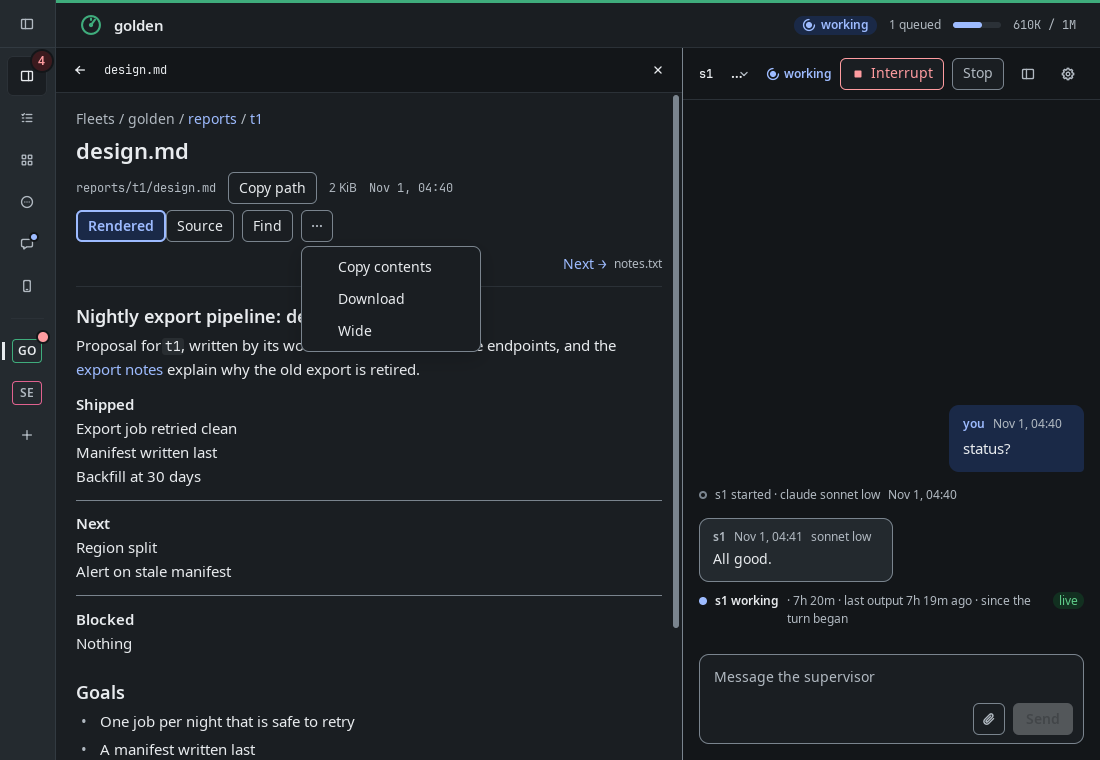 golden
working
1 queued
610K / 1M
4
GO
SE
design.md
Fleets / golden / reports / t1
design.md
reports/t1/design.md
Copy path
2 KiB
Nov 1, 04:40
Rendered
Source
Find
...
Copy contents
Download
Wide
Next → notes.txt
Nightly export pipeline:
Proposal for t1, written by its
endpoints, and the
export notes explain why the old export is retired.
Shipped
Export job retried clean
Manifest written last
Backfill at 30 days
Next
Region split
Alert on stale manifest
Blocked
Nothing
Goals
• One job per night that is safe to retry
• A manifest written last
s1
...
working
Interrupt
Stop
you Nov 1, 04:40
status?
s1 started · claude sonnet low Nov 1, 04:40
s1 Nov 1, 04:41 sonnet low
All good.
s1 working · 7h 20m · last output 7h 19m ago · since the
turn began
live
Message the supervisor
Send